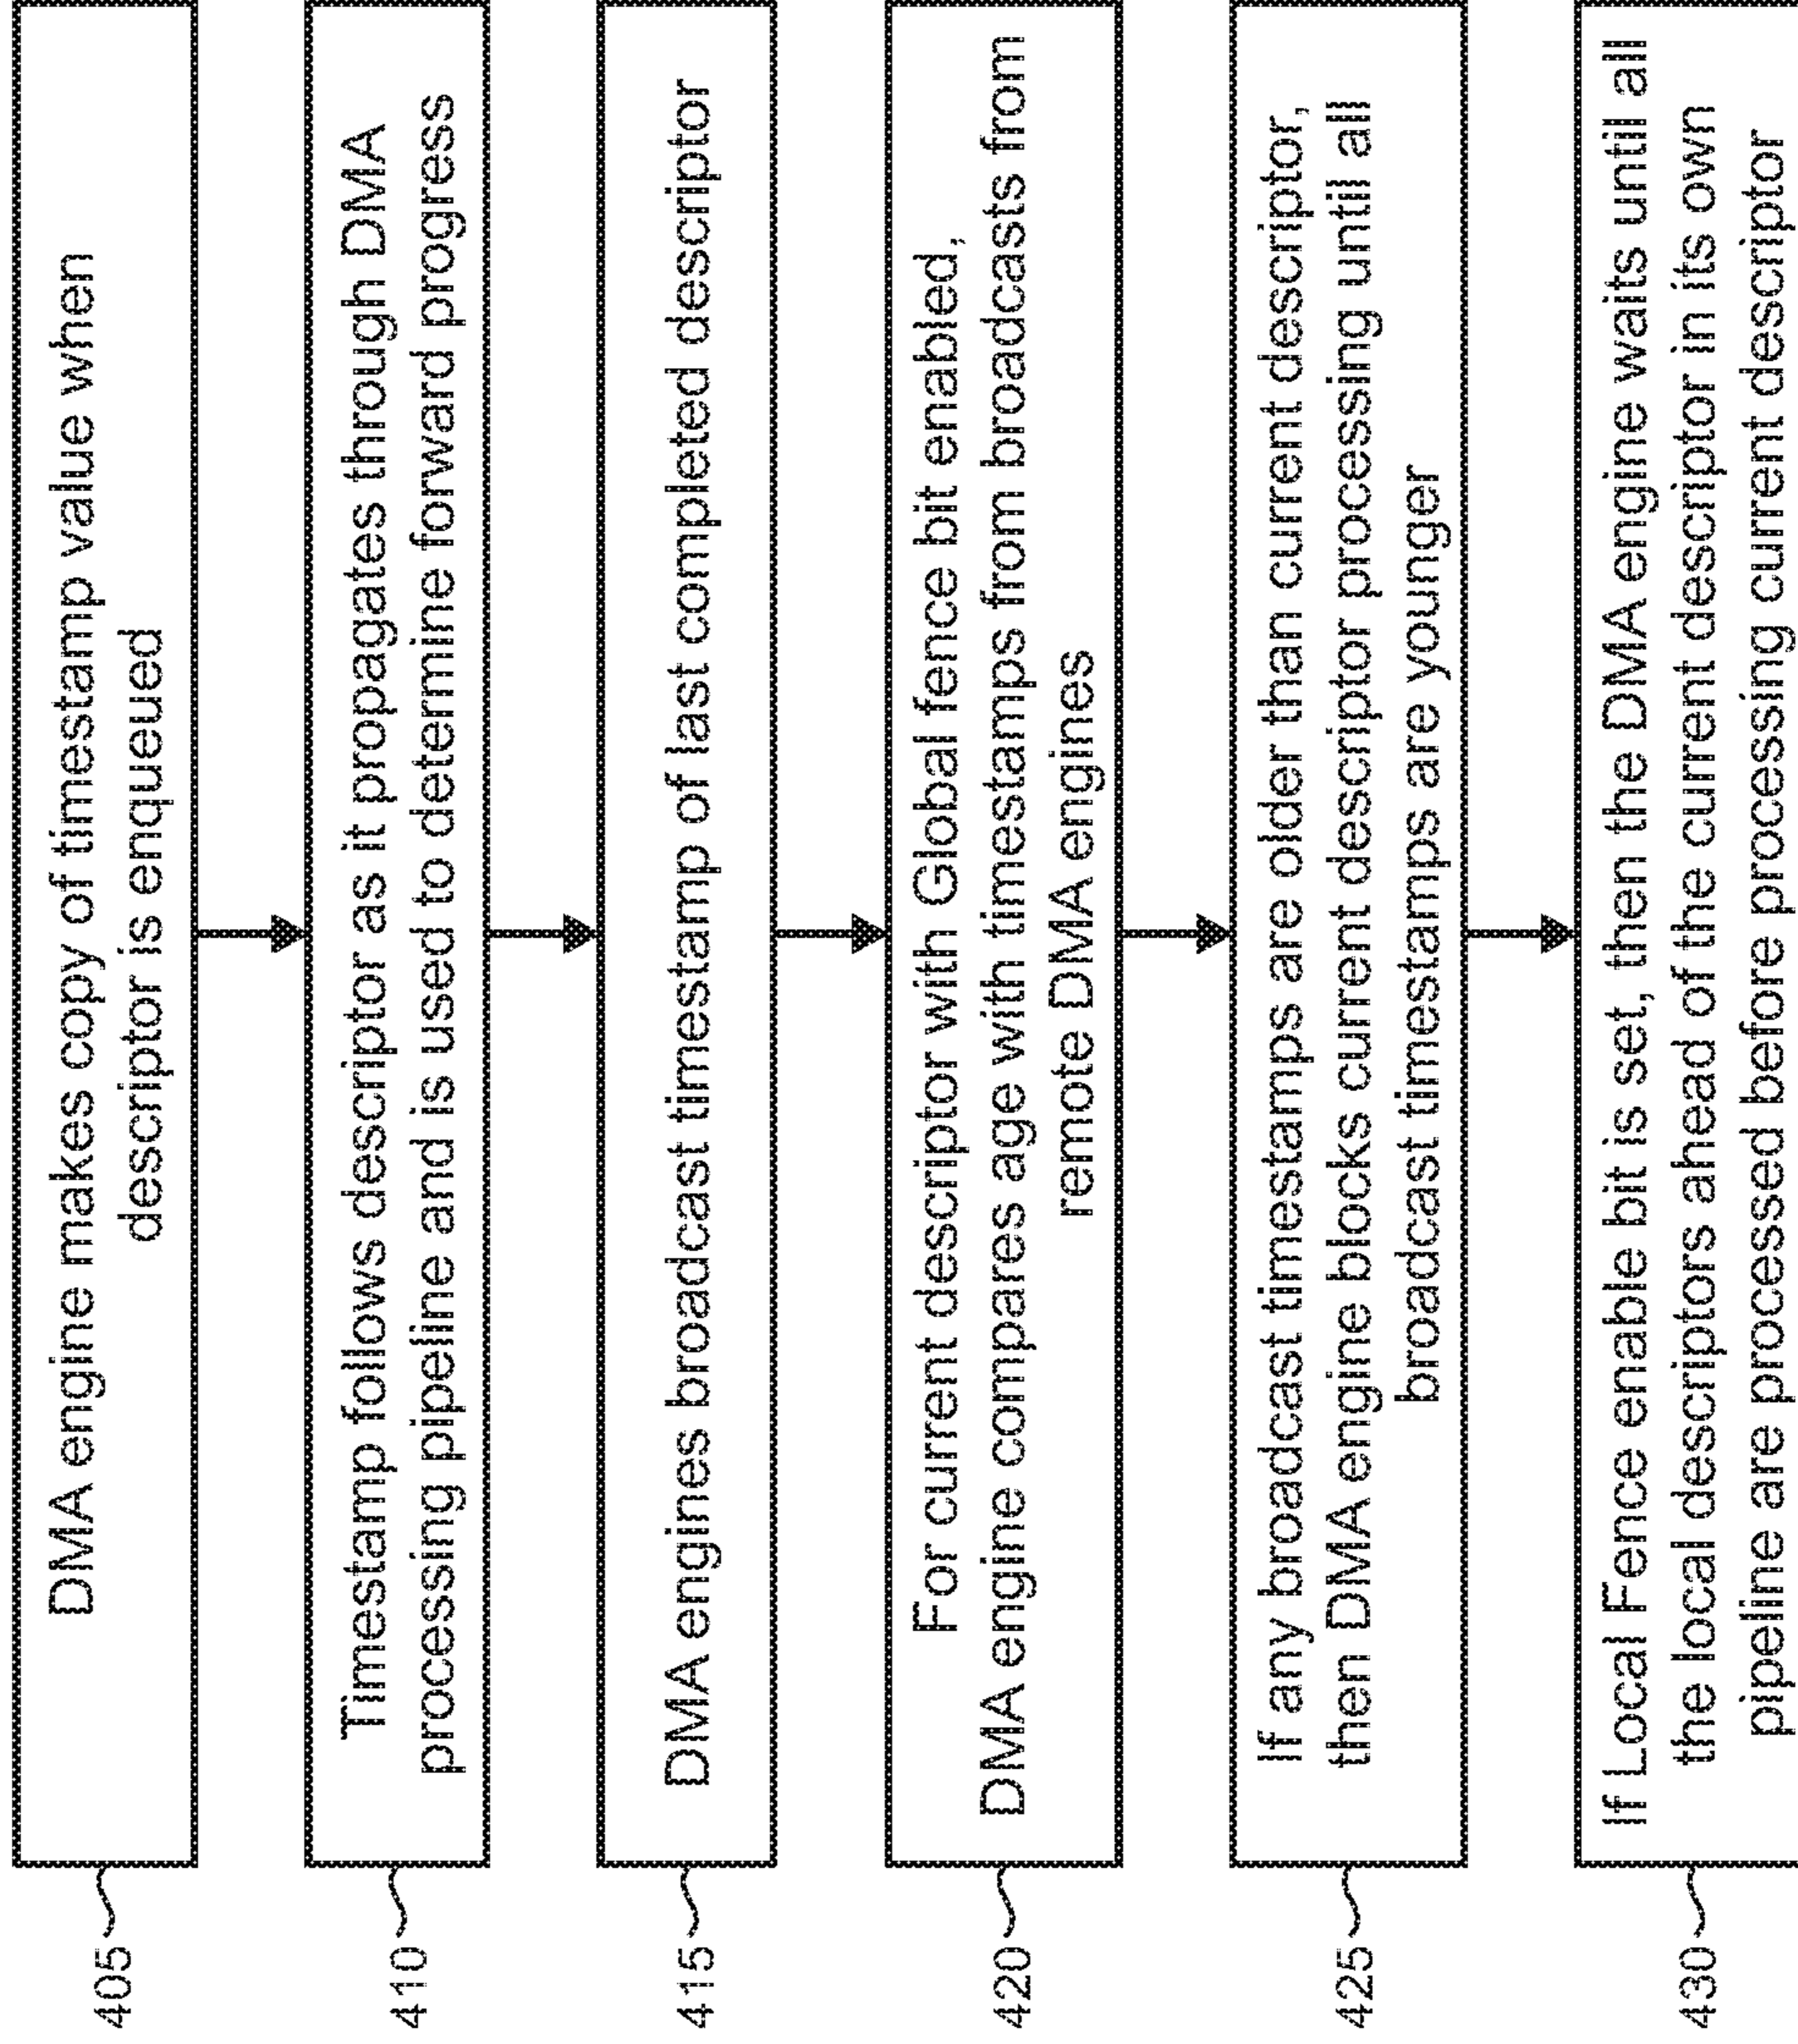 405
DMA engine makes copy of timestamp value when
descriptor is enqueued
410
Timestamp follows descriptor as it propagates through DMA
processing pipeline and is used to determine forward progress
415
DMA engines broadcast timestamp of last completed descriptor
420
For current descriptor with Global fence bit enabled,
DMA engine compares age with timestamps from broadcasts from
remote DMA engines
425
If any broadcast timestamps are older than current descriptor,
then DMA engine blocks current descriptor processing until all
broadcast timestamps are younger
430
If Local Fence enable bit is set, then the DMA engine waits until all
the local descriptors ahead of the current descriptor in its own
pipeline are processed before processing current descriptor